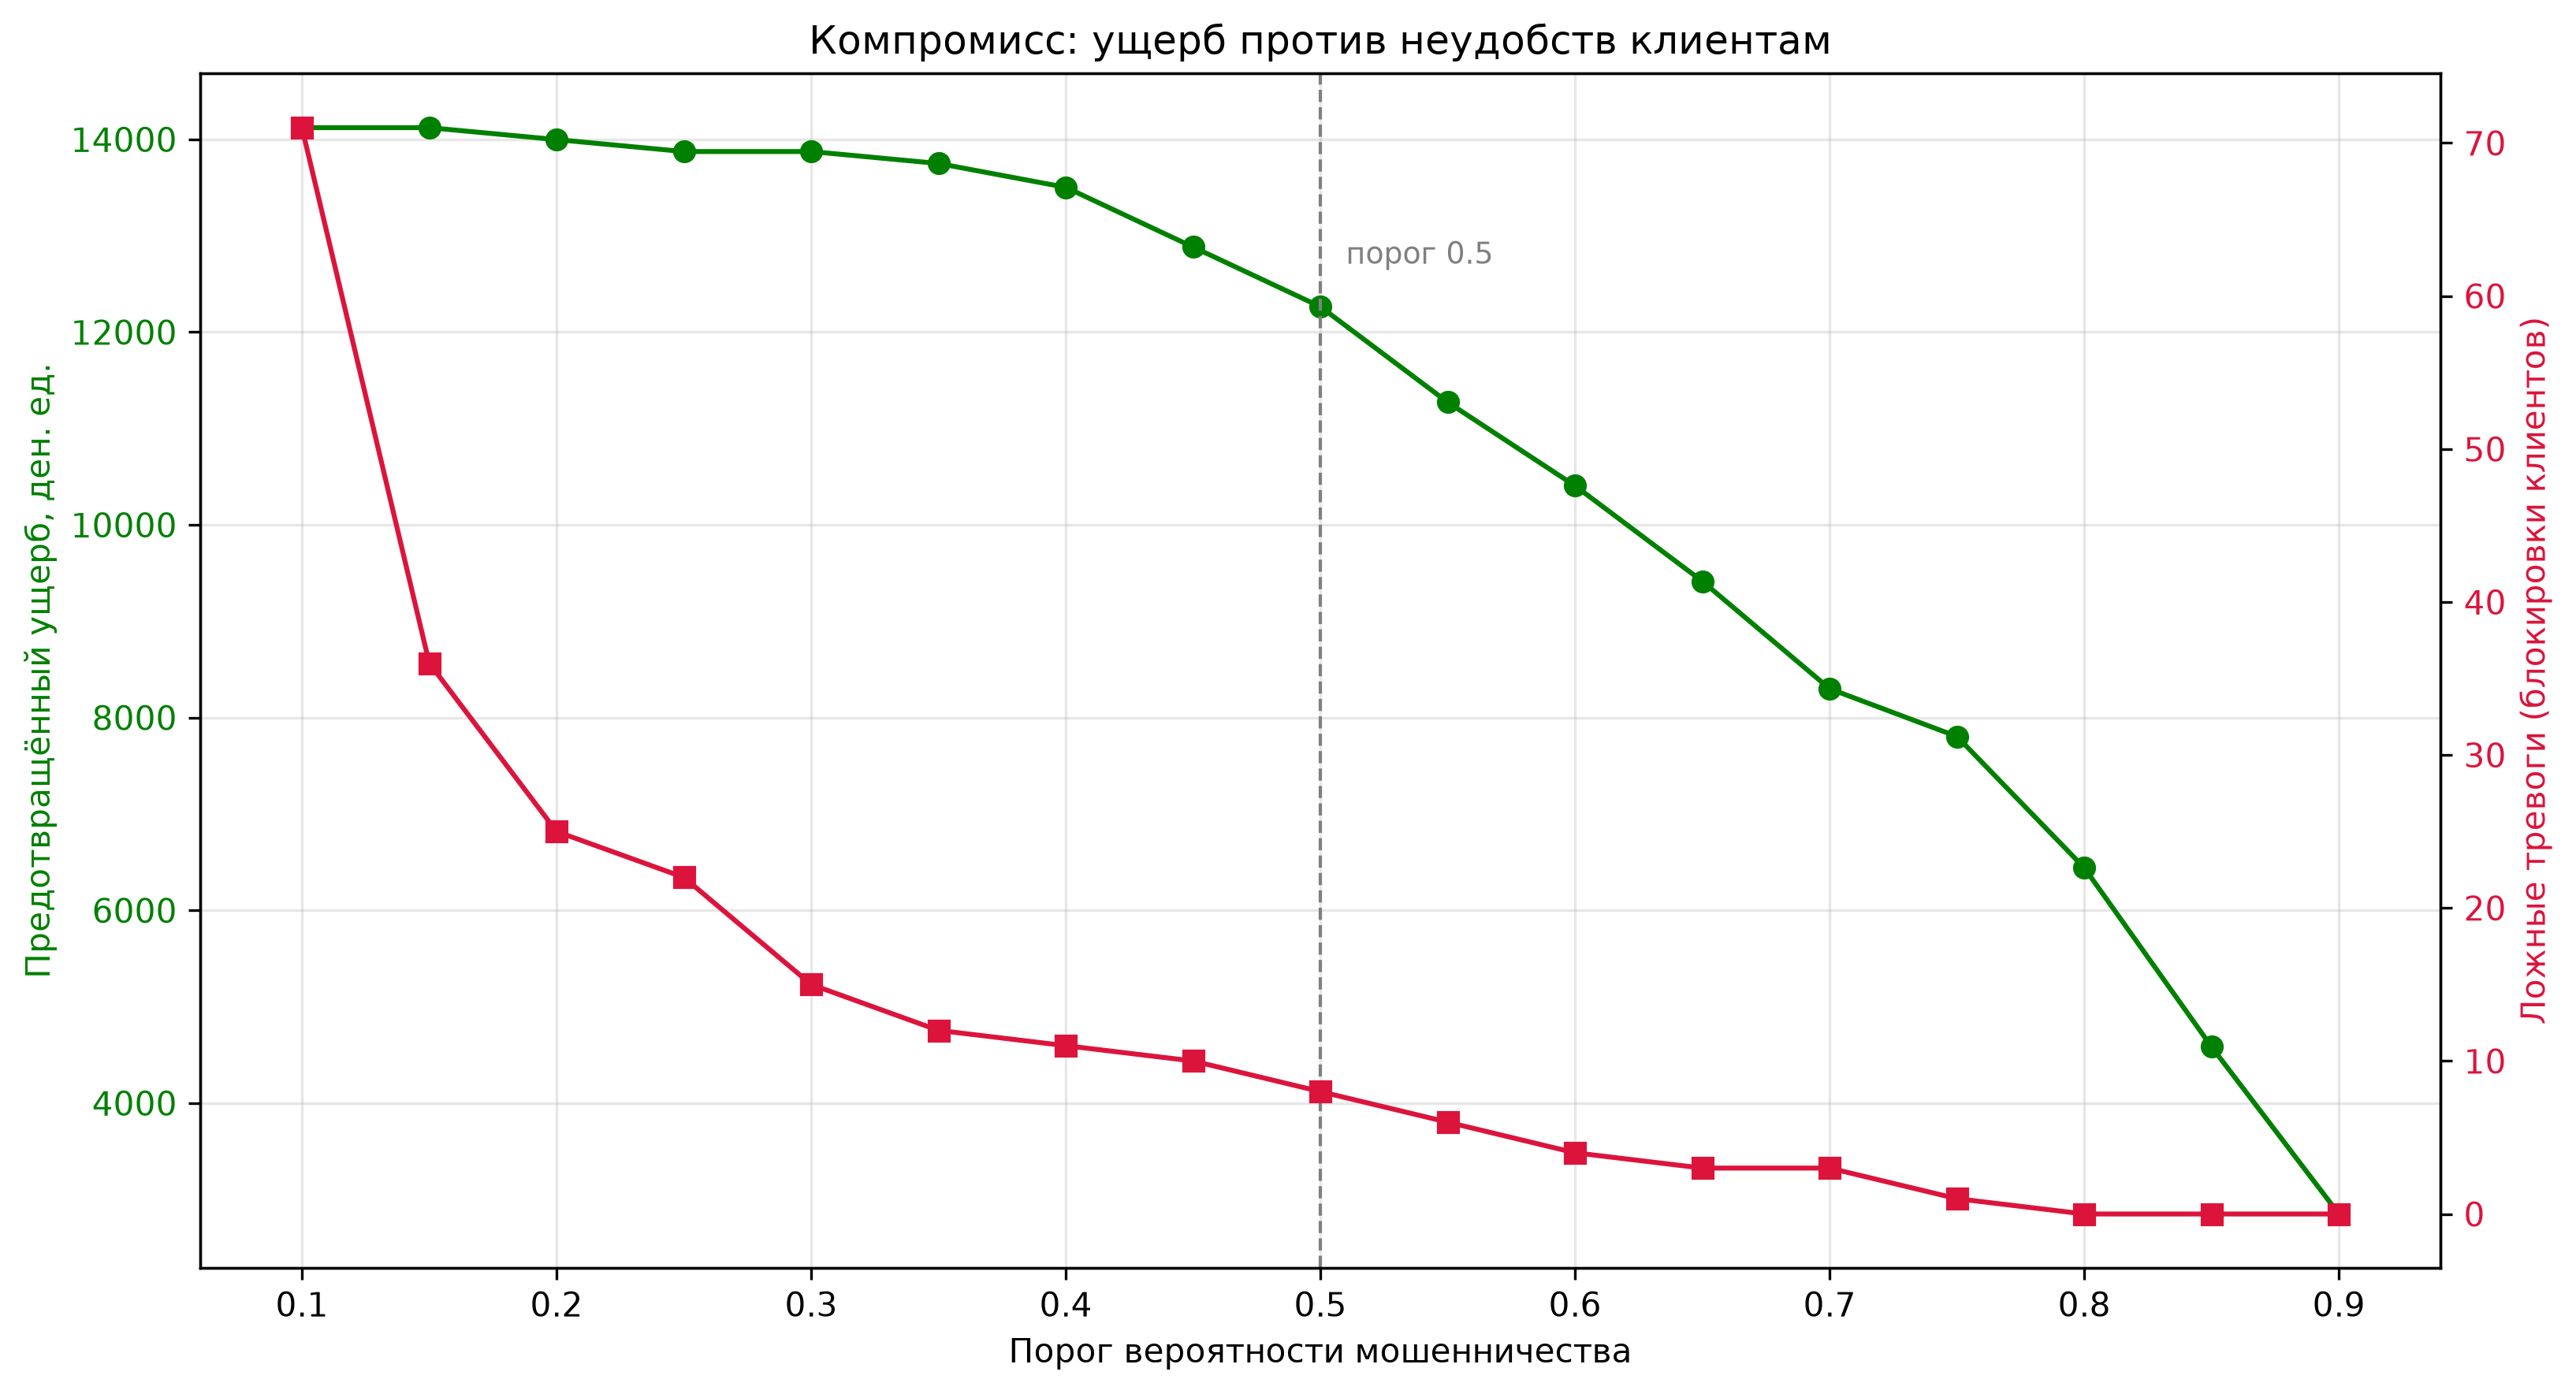 Компромисс: ущерб против неудобств клиентам
Предотвращённый ущерб, ден. ед.
14000
12000
10000
8000
6000
4000
порог 0.5
70
60
50
40
30
20
10
0
Ложные тревоги (блокировки клиентов)
0.1 0.2 0.3 0.4 0.5 0.6 0.7 0.8 0.9
Порог вероятности мошенничества